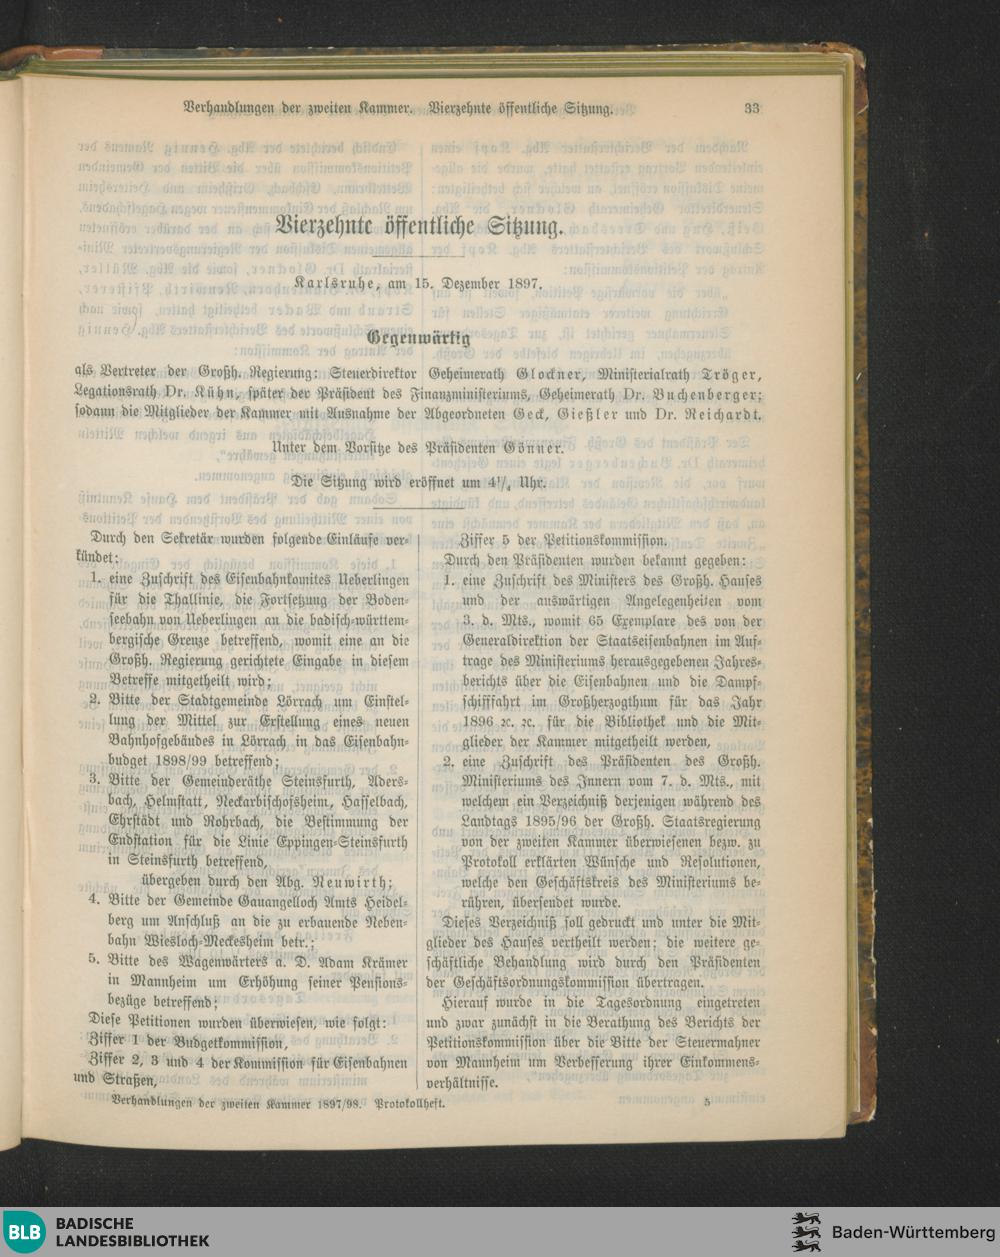 Verhandlungen der zweiten Kammer. Vierzehnte öffentliche Sitzung. 33
Vierzehnte öffentliche Sitzung.
Karlsruhe, am 15. Dezember 1897.
Gegenwärtig
als Vertreter der Großh. Regierung: Steuerdirektor Geheimerath Glockner, Ministerialrath Tröger,
Legationsrath Dr. Kühn, später der Präsident des Finanzministeriums, Geheimerath Dr. Buchenberger;
sodann die Mitglieder der Kammer mit Ausnahme der Abgeordneten Geck, Gießler und Dr. Reichardt.
Unter dem Vorsitze des Präsidenten Gönner.
Die Sitzung wird eröffnet um 4¼ Uhr.
Durch den Sekretär wurden folgende Einläufe ver-
kündet:
1. eine Zuschrift des Eisenbahnkomites Ueberlingen
für die Thallinie, die Fortsetzung der Boden-
seebahn von Ueberlingen an die badisch-württem-
bergische Grenze betreffend, womit eine an die
Großh. Regierung gerichtete Eingabe in diesem
Betreffe mitgetheilt wird;
2. Bitte der Stadtgemeinde Lörrach um Einstel-
lung der Mittel zur Erstellung eines neuen
Bahnhofgebäudes in Lörrach in das Eisenbahn-
budget 1898/99 betreffend;
3. Bitte der Gemeinderäthe Steinsfurth, Aders-
bach, Helmstatt, Neckarbischofsheim, Hasselbach,
Ehrstädt und Rohrbach, die Bestimmung der
Endstation für die Linie Eppingen-Steinsfurth
in Steinsfurth betreffend,
übergeben durch den Abg. Neuwirth;
4. Bitte der Gemeinde Gauangelloch Amts Heidel-
berg um Anschluß an die zu erbauende Neben-
bahn Wiesloch-Meckesheim betr.;
5. Bitte des Wagenwärters a. D. Adam Krämer
in Mannheim um Erhöhung seiner Pensions-
bezüge betreffend;
Diese Petitionen wurden überwiesen, wie folgt:
Ziffer 1 der Budgetkommission,
Ziffer 2, 3 und 4 der Kommission für Eisenbahnen
und Straßen,
Ziffer 5 der Petitionskommission.
Durch den Präsidenten wurden bekannt gegeben:
1. eine Zuschrift des Ministers des Großh. Hauses
und der auswärtigen Angelegenheiten vom
3. d. Mts., womit 65 Exemplare des von der
Generaldirektion der Staatseisenbahnen im Auf-
trage des Ministeriums herausgegebenen Jahres-
berichts über die Eisenbahnen und die Dampf-
schifffahrt im Großherzogthum für das Jahr
1896 ꝛc. ꝛc. für die Bibliothek und die Mit-
glieder der Kammer mitgetheilt werden,
2. eine Zuschrift des Präsidenten des Großh.
Ministeriums des Innern vom 7. d. Mts., mit
welchem ein Verzeichniß derjenigen während des
Landtags 1895/96 der Großh. Staatsregierung
von der zweiten Kammer überwiesenen bezw. zu
Protokoll erklärten Wünsche und Resolutionen,
welche den Geschäftskreis des Ministeriums be-
rühren, übersendet wurde.
Dieses Verzeichniß soll gedruckt und unter die Mit-
glieder des Hauses vertheilt werden; die weitere ge-
schäftliche Behandlung wird durch den Präsidenten
der Geschäftsordnungskommission übertragen.
Hierauf wurde in die Tagesordnung eingetreten
und zwar zunächst in die Berathung des Berichts der
Petitionskommission über die Bitte der Steuermahner
von Mannheim um Verbesserung ihrer Einkommens-
verhältnisse.
Verhandlungen der zweiten Kammer 1897/98. Protokollheft. 5
BLB BADISCHE
LANDESBIBLIOTHEK
Baden-Württemberg